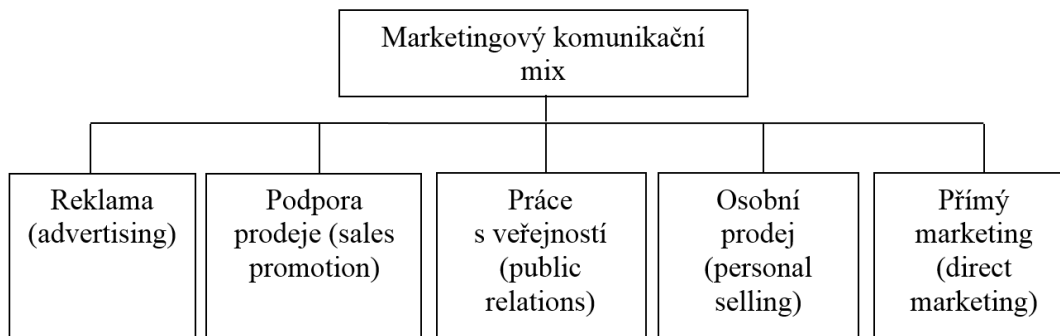 Marketingový komunikační
mix
Reklama
(advertising)
Podpora
prodeje (sales
promotion)
Práce
s veřejností
(public
relations)
Osobní
prodej
(personal
selling)
Přímý
marketing
(direct
marketing)